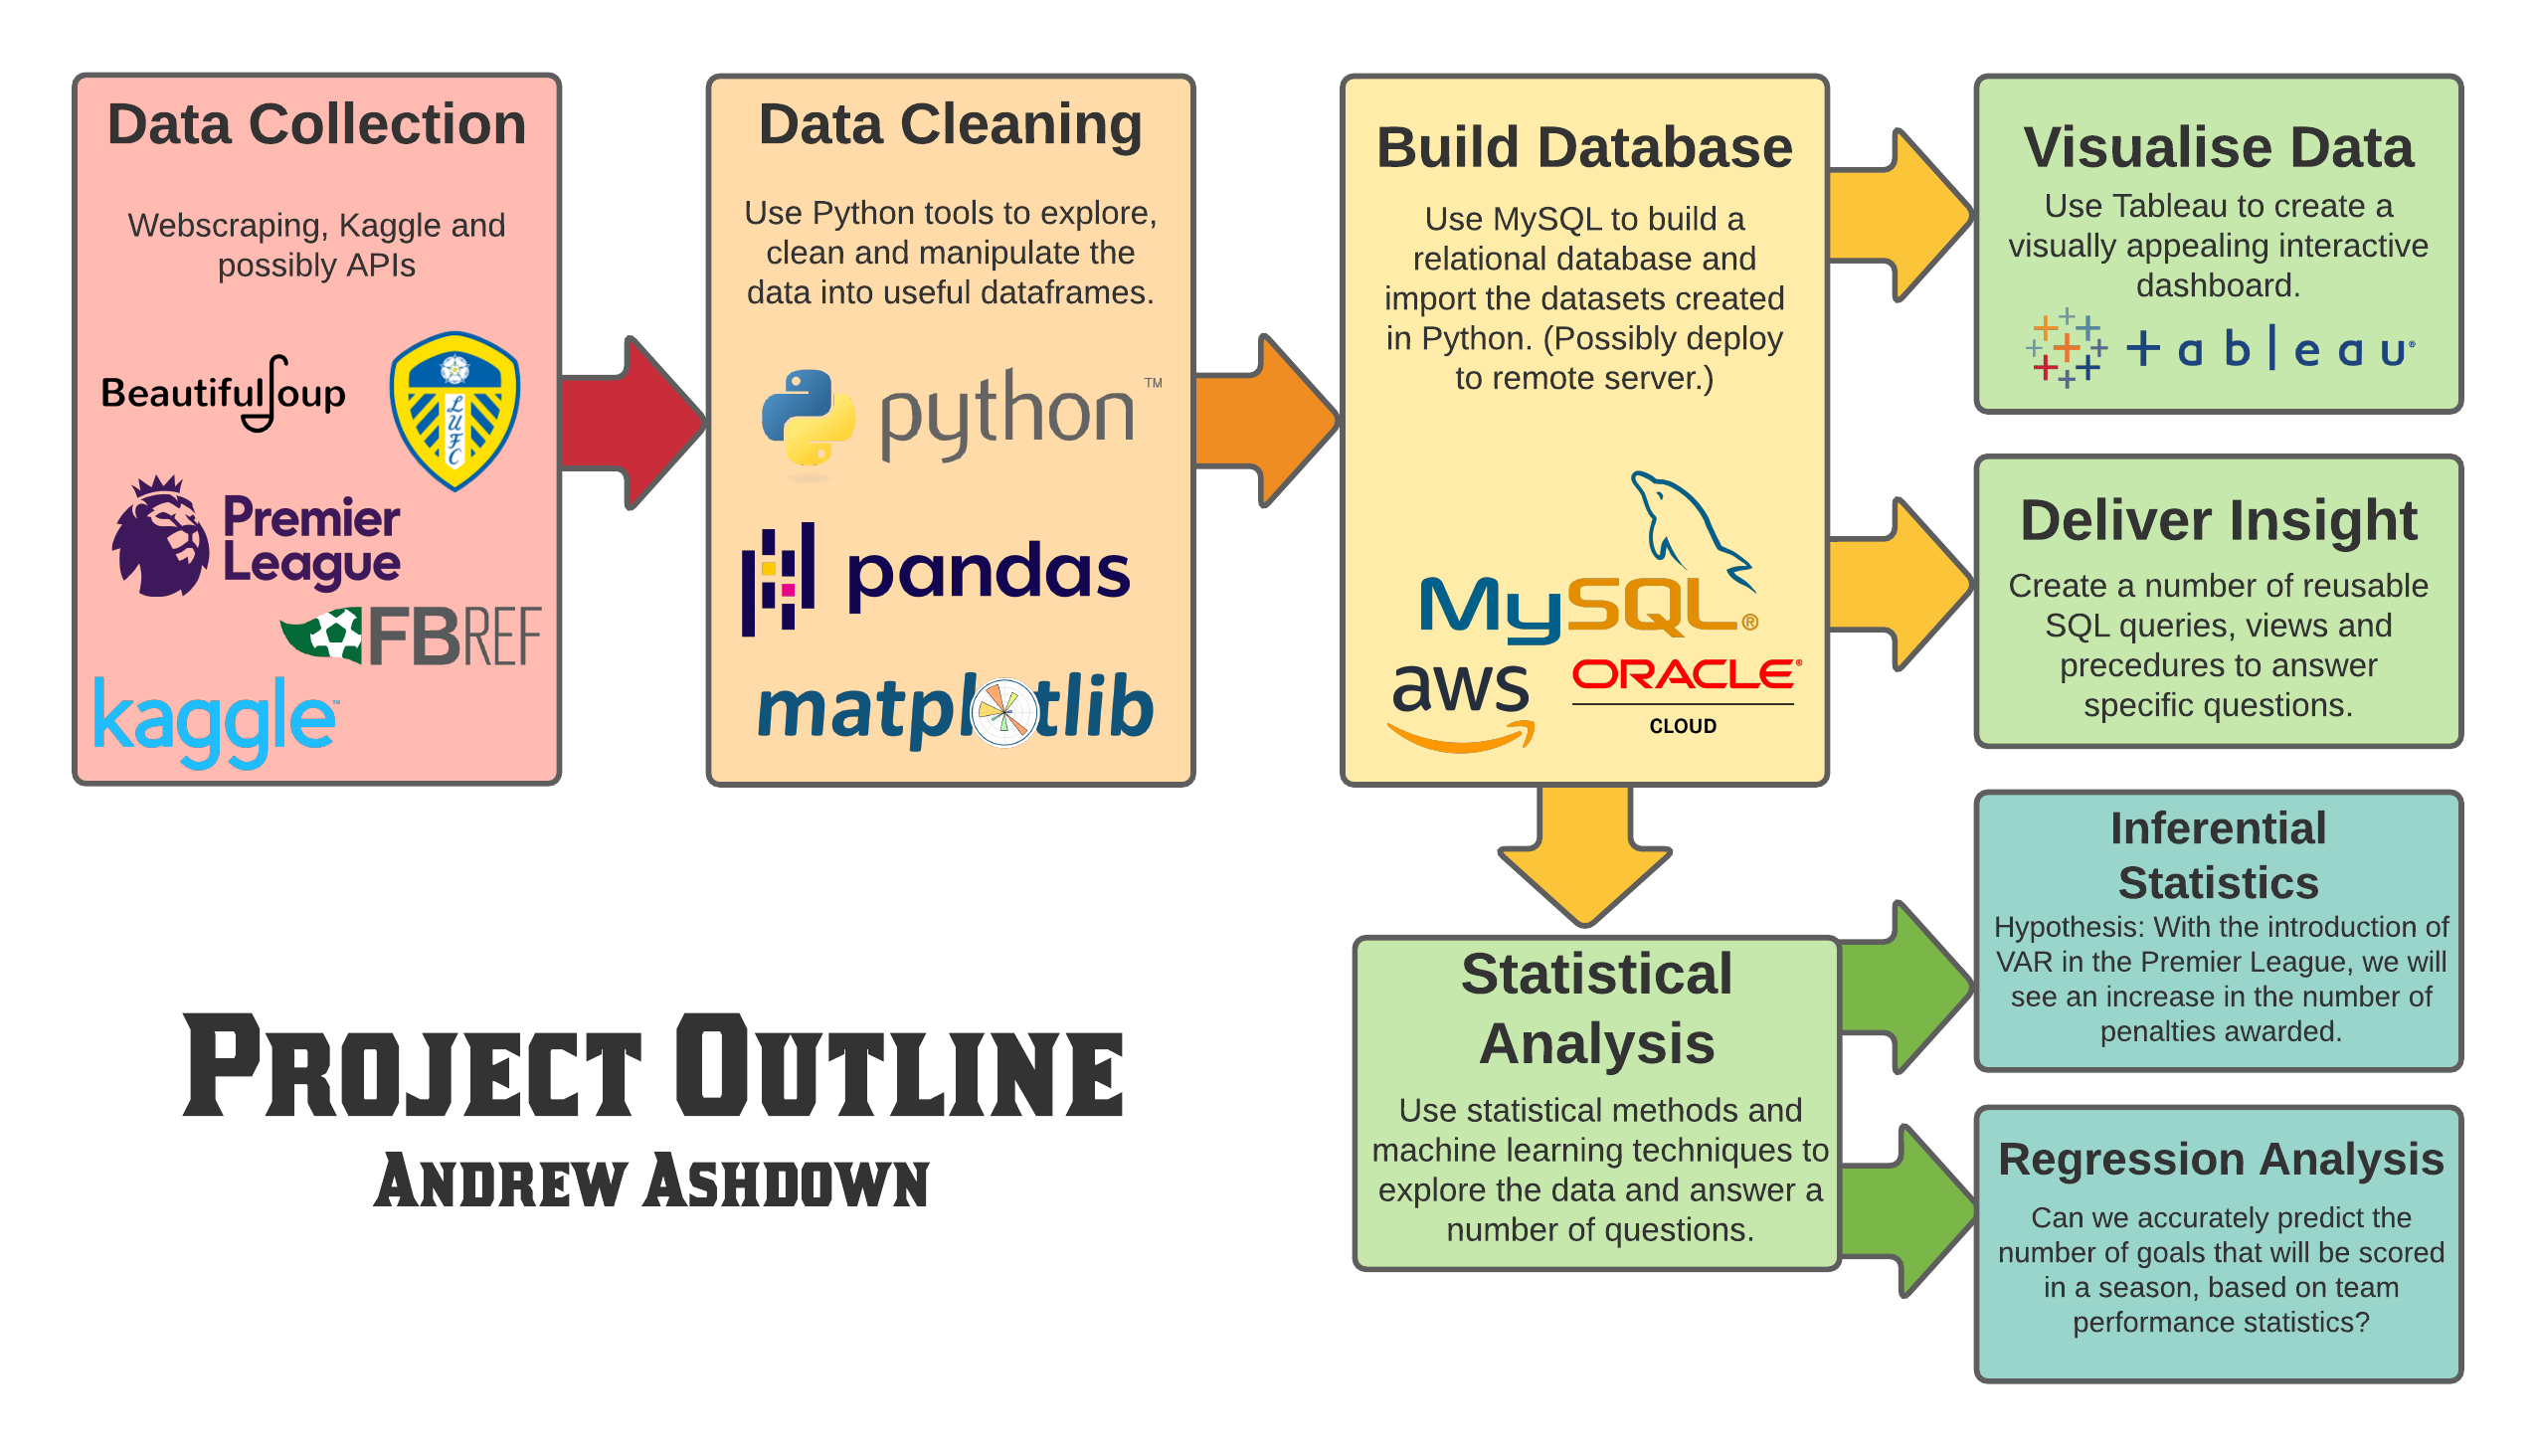 Data Collection
Webscraping, Kaggle and
possibly APIs
BeautifulSoup
LUFC
Premier
League
FBREF
kaggle™
Data Cleaning
Use Python tools to explore,
clean and manipulate the
data into useful dataframes.
python™
pandas
matplotlib
Build Database
Use MySQL to build a
relational database and
import the datasets created
in Python. (Possibly deploy
to remote server.)
MySQL®
aws
ORACLE®
CLOUD
Visualise Data
Use Tableau to create a
visually appealing interactive
dashboard.
+ableau®
Deliver Insight
Create a number of reusable
SQL queries, views and
precedures to answer
specific questions.
Statistical
Analysis
Use statistical methods and
machine learning techniques to
explore the data and answer a
number of questions.
Inferential
Statistics
Hypothesis: With the introduction of
VAR in the Premier League, we will
see an increase in the number of
penalties awarded.
Regression Analysis
Can we accurately predict the
number of goals that will be scored
in a season, based on team
performance statistics?
Project Outline
Andrew Ashdown